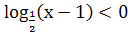 log_{1/2}(x − 1) < 0